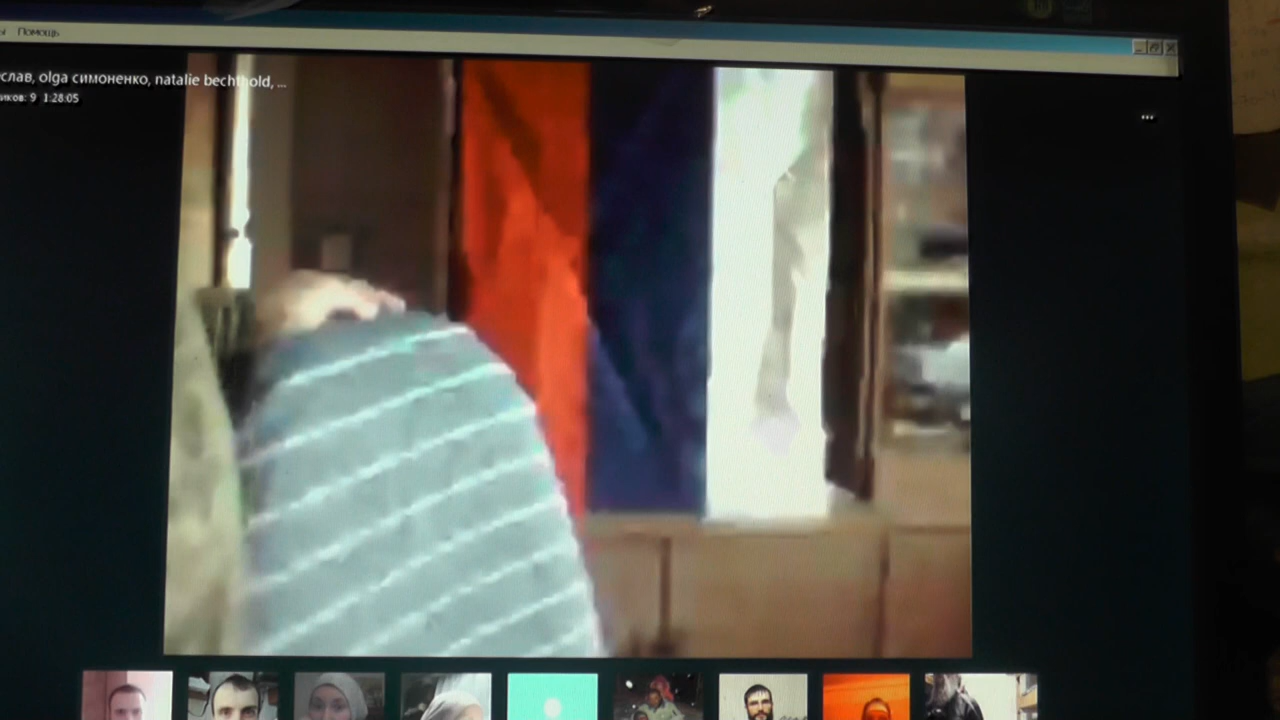 Помощь
слав, olga симоненко, natalie bechthold, ...
иков: 9 1:28:05